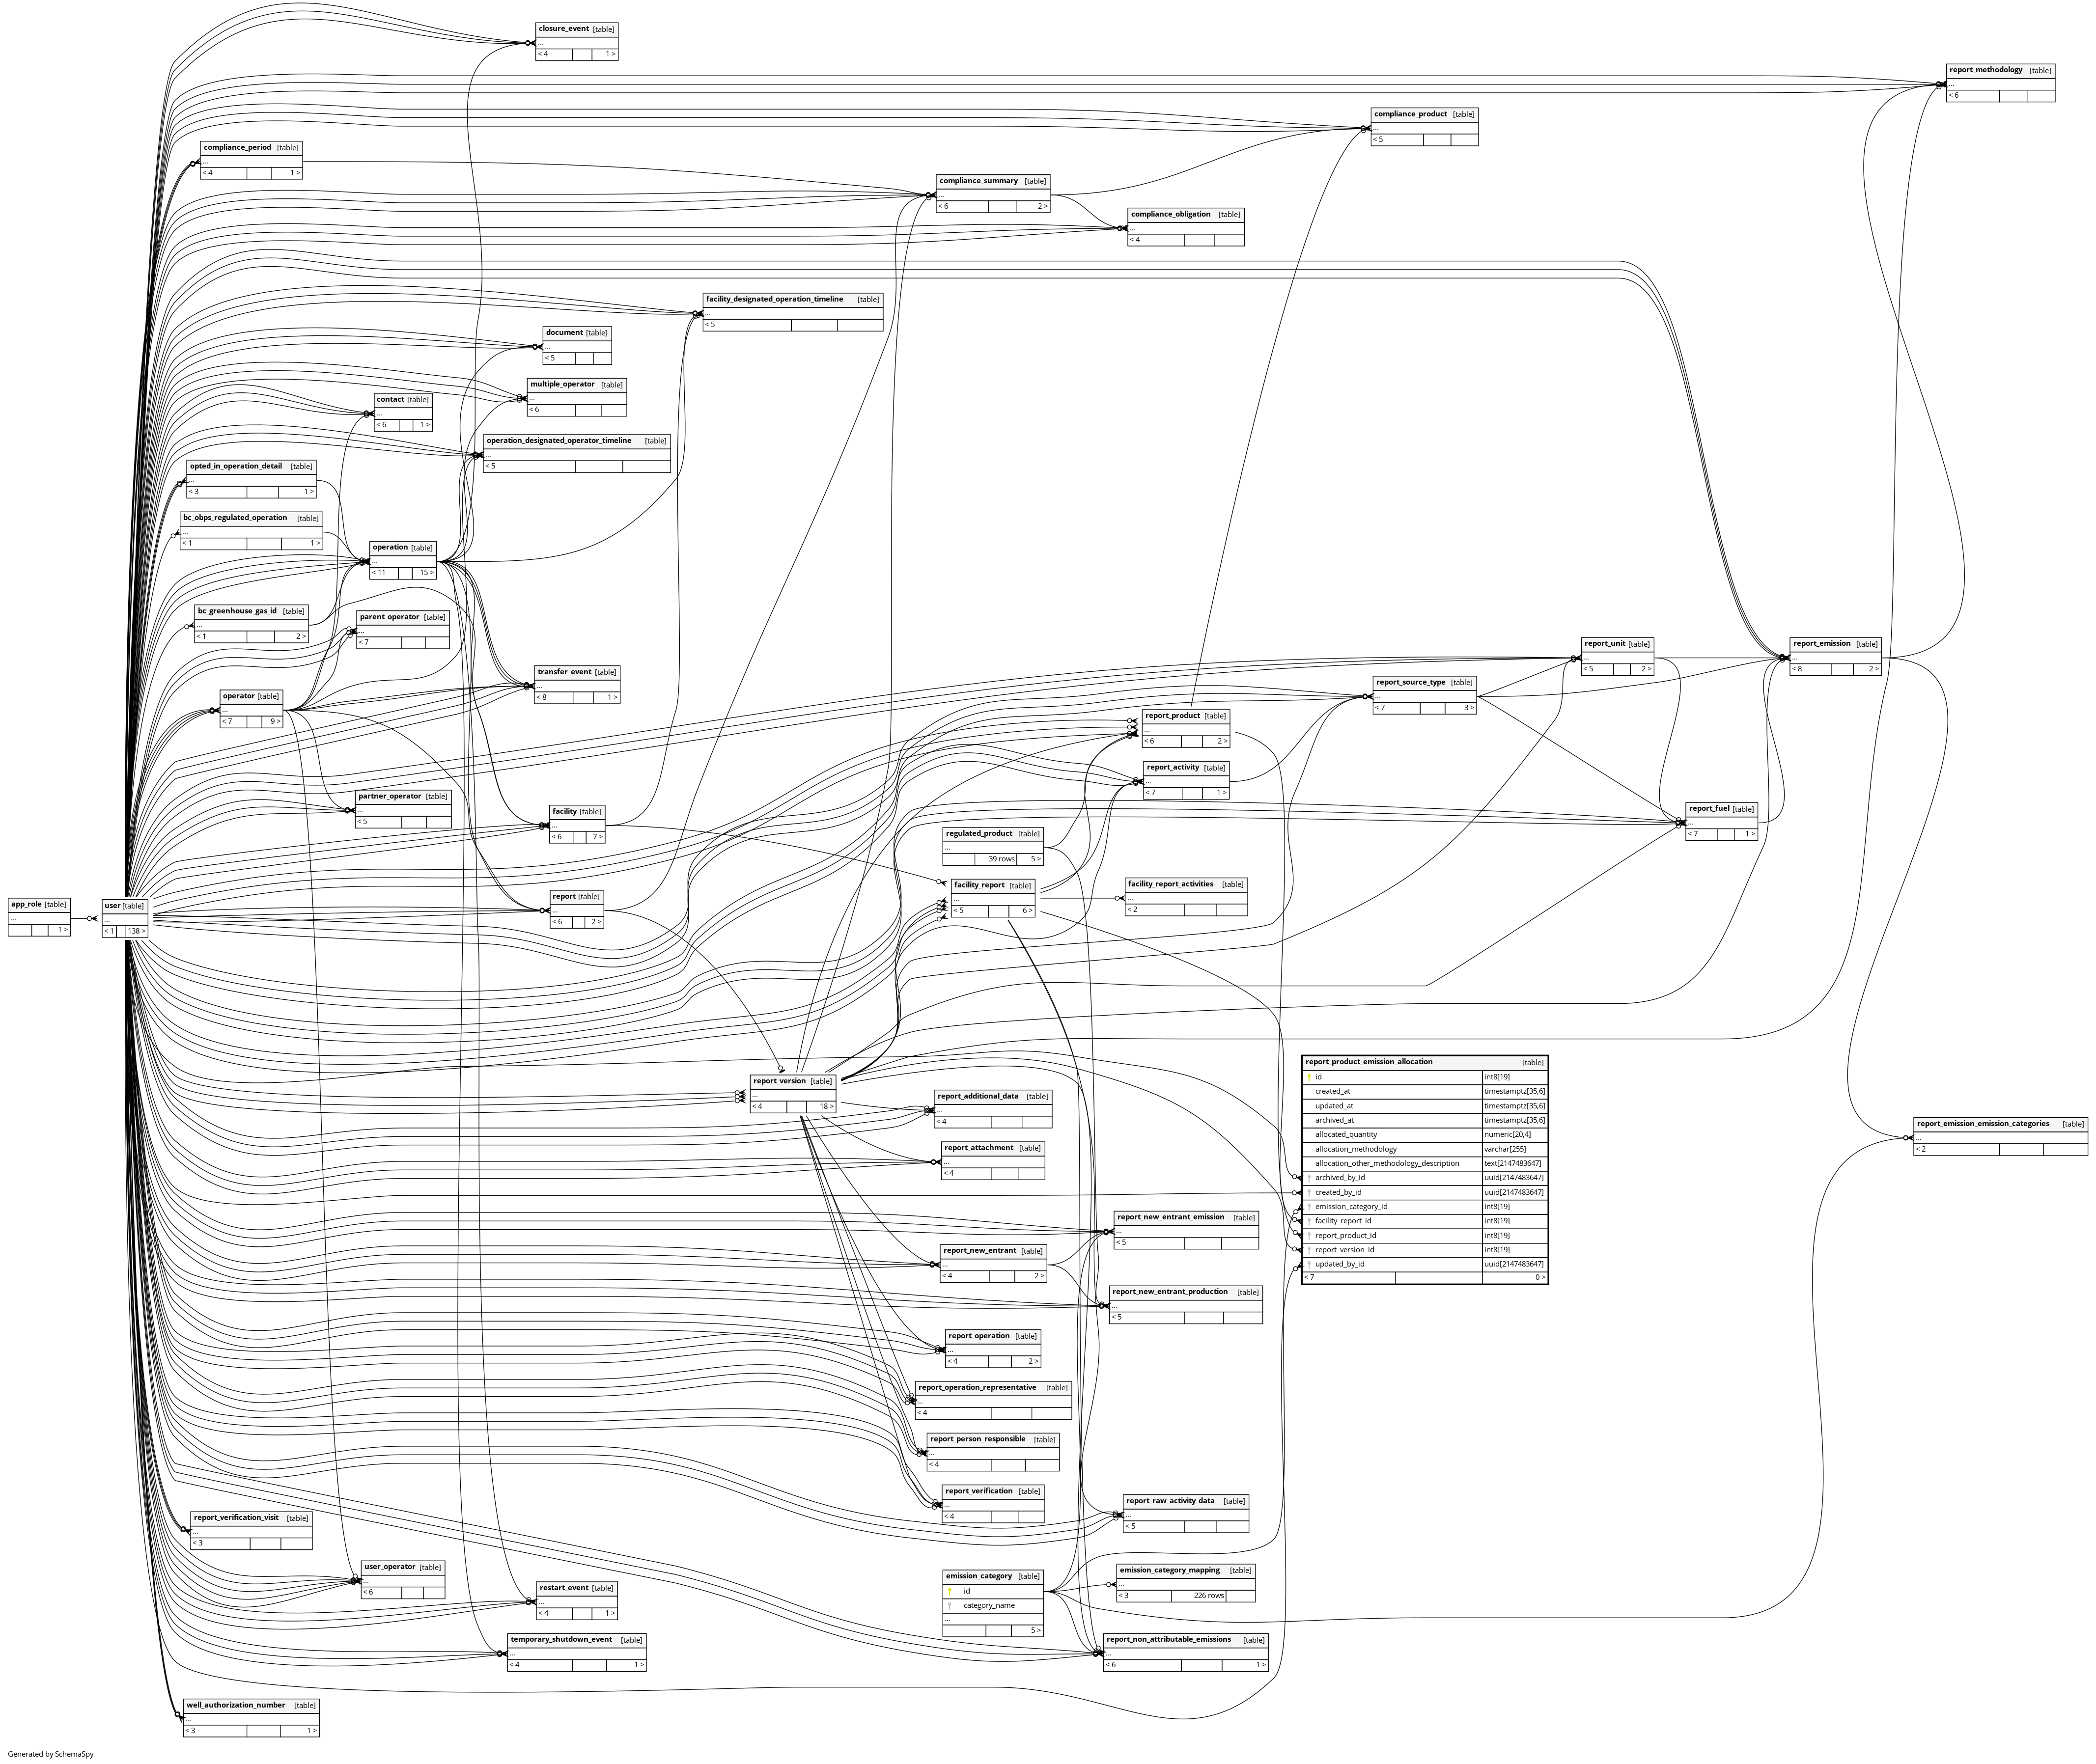 closure_event [table]
...
< 4 1 >
report_methodology [table]
...
< 6
compliance_product [table]
...
< 5
compliance_period [table]
...
< 4 1 >
compliance_summary [table]
...
< 6 2 >
compliance_obligation [table]
...
< 4
facility_designated_operation_timeline [table]
...
< 5
document [table]
...
< 5
multiple_operator [table]
...
< 6
contact [table]
...
< 6 1 >
operation_designated_operator_timeline [table]
...
< 5
opted_in_operation_detail [table]
...
< 3 1 >
bc_obps_regulated_operation [table]
...
< 1 1 >
operation [table]
...
< 11 15 >
bc_greenhouse_gas_id [table]
...
< 1 2 >
parent_operator [table]
...
< 7
report_unit [table]
...
< 5 2 >
report_emission [table]
...
< 8 2 >
transfer_event [table]
...
< 8 1 >
report_source_type [table]
...
< 7 3 >
operator [table]
...
< 7 9 >
report_product [table]
...
< 6 2 >
report_activity [table]
...
< 7 1 >
partner_operator [table]
...
< 5
facility [table]
...
< 6 7 >
report_fuel [table]
...
< 7 1 >
regulated_product [table]
...
39 rows 5 >
facility_report [table]
...
< 5 6 >
facility_report_activities [table]
...
< 2
app_role [table]
...
1 >
user [table]
...
< 1 138 >
report [table]
...
< 6 2 >
report_product_emission_allocation [table]
id int8[19]
created_at timestamptz[35,6]
updated_at timestamptz[35,6]
archived_at timestamptz[35,6]
allocated_quantity numeric[20,4]
allocation_methodology varchar[255]
allocation_other_methodology_description text[2147483647]
archived_by_id uuid[2147483647]
created_by_id uuid[2147483647]
emission_category_id int8[19]
facility_report_id int8[19]
report_product_id int8[19]
report_version_id int8[19]
updated_by_id uuid[2147483647]
< 7 0 >
report_version [table]
...
< 4 18 >
report_additional_data [table]
...
< 4
report_emission_emission_categories [table]
...
< 2
report_attachment [table]
...
< 4
report_new_entrant_emission [table]
...
< 5
report_new_entrant [table]
...
< 4 2 >
report_new_entrant_production [table]
...
< 5
report_operation [table]
...
< 4 2 >
report_operation_representative [table]
...
< 4
report_person_responsible [table]
...
< 4
report_verification [table]
...
< 4
report_raw_activity_data [table]
...
< 5
report_verification_visit [table]
...
< 3
user_operator [table]
...
< 6
emission_category [table]
id
category_name
...
5 >
emission_category_mapping [table]
...
< 3 226 rows
restart_event [table]
...
< 4 1 >
temporary_shutdown_event [table]
...
< 4 1 >
report_non_attributable_emissions [table]
...
< 6 1 >
well_authorization_number [table]
...
< 3 1 >
Generated by SchemaSpy